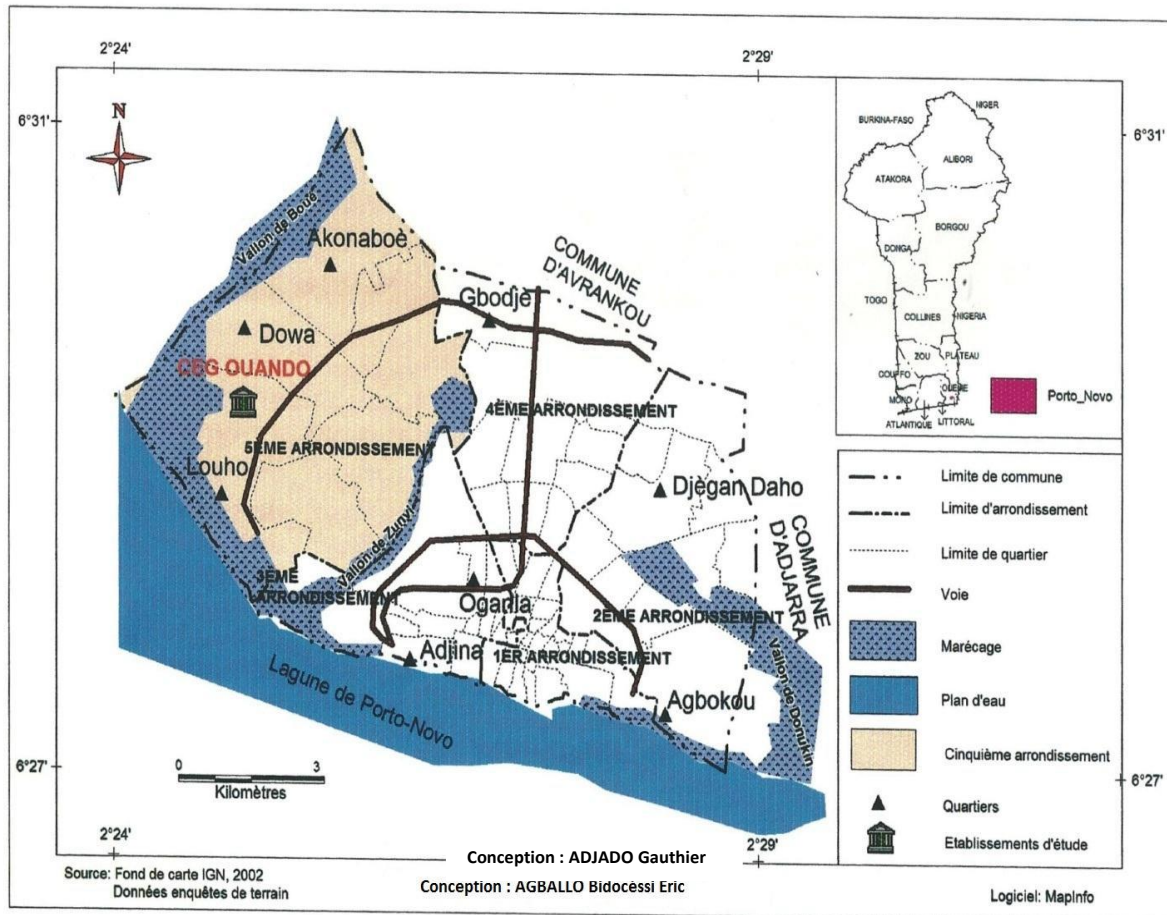 2°24'
2°29'
6°31'
6°31'
N
BURKINA-FASO
NIGER
ALIBORI
ATAKORA
BORGOU
DONGA
TOGO
COLLINES
NIGERIA
ZOU
PLATEAU
COUFFO
OUEME
MONO
ATLANTIQUE
LITTORAL
Porto_Novo
Vallon de Boué
Akonaboè
COMMUNE
D'AVRANKOU
Gbodjè
Dowa
CEG OUANDO
4ÈME ARRONDISSEMENT
5ÈME ARRONDISSEMENT
Louho
Djègan Daho
COMMUNE
D'ADJARRA
Vallon de Zunvi
3ÈME
ARRONDISSEMENT
Oganla
2ÈME ARRONDISSEMENT
Adjina
1ER ARRONDISSEMENT
Vallon de Donukin
Agbokou
Lagune de Porto-Novo
Limite de commune
Limite d'arrondissement
Limite de quartier
Voie
Marécage
Plan d'eau
Cinquième arrondissement
Quartiers
Etablissements d'étude
6°27'
6°27'
0 3
Kilomètres
2°24'
2°29'
Conception : ADJADO Gauthier
Source: Fond de carte IGN, 2002
Données enquêtes de terrain
Conception : AGBALLO Bidocèssi Eric
Logiciel: MapInfo